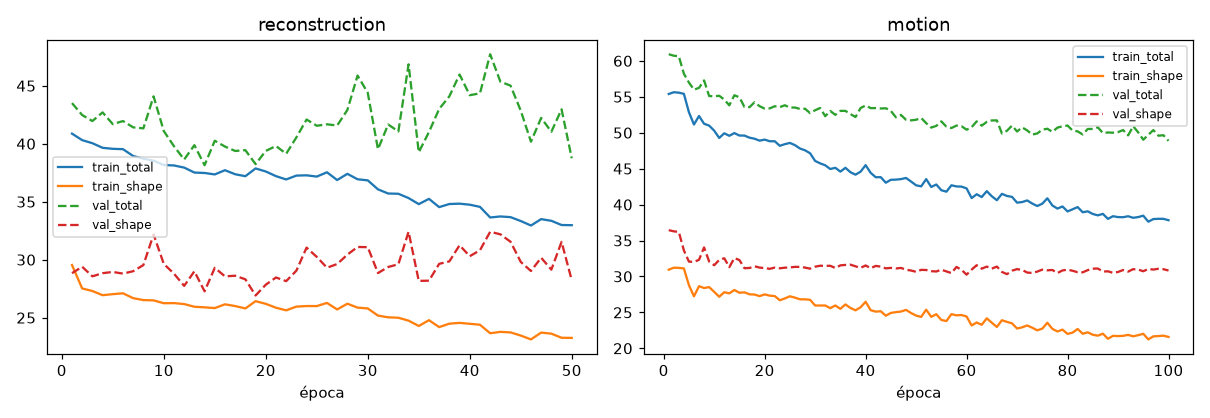 reconstruction
45
40
35
30
25
train_total
train_shape
val_total
val_shape
0 10 20 30 40 50
época
motion
60
55
50
45
40
35
30
25
20
train_total
train_shape
val_total
val_shape
0 20 40 60 80 100
época